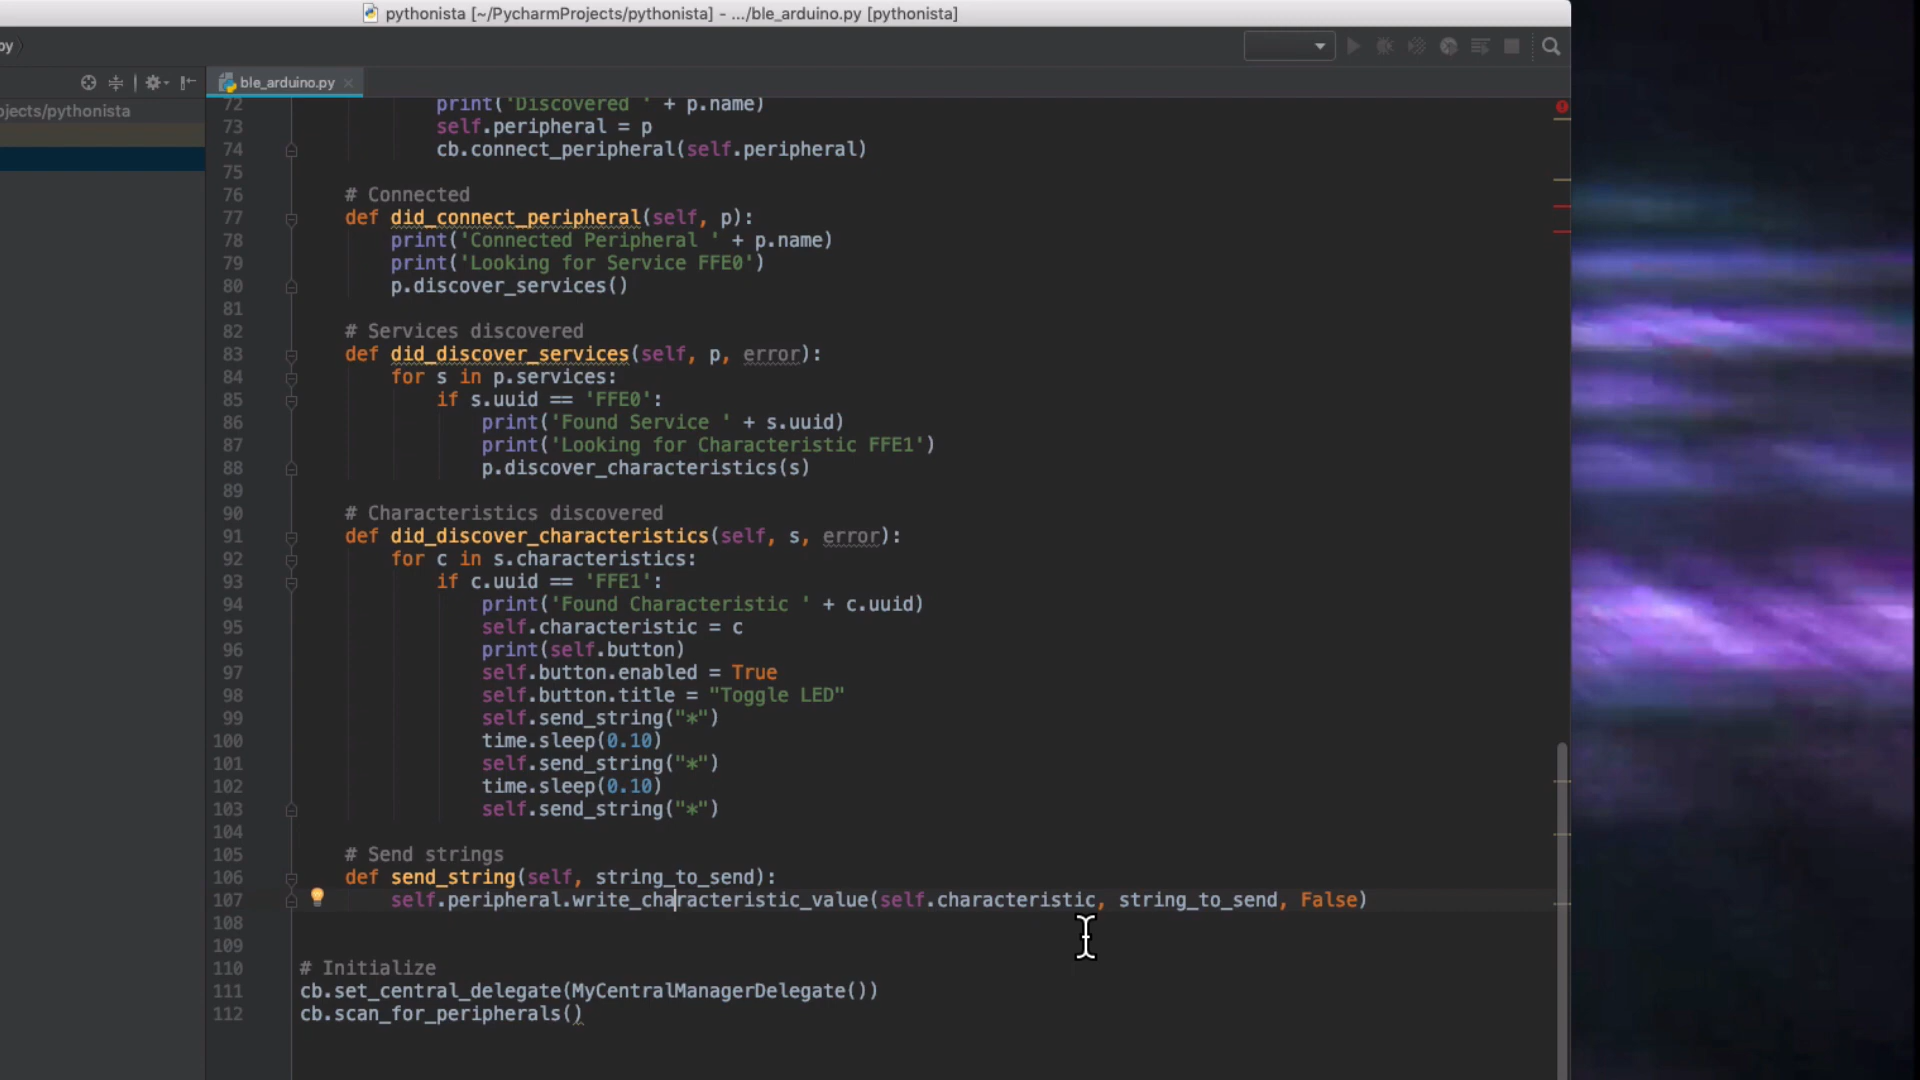 pythonista [~/PycharmProjects/pythonista] - .../ble_arduino.py [pythonista]
py
ble_arduino.py
ojects/pythonista
72 print('Discovered ' + p.name)
73 self.peripheral = p
74 cb.connect_peripheral(self.peripheral)
75
76 # Connected
77 def did_connect_peripheral(self, p):
78 print('Connected Peripheral ' + p.name)
79 print('Looking for Service FFE0')
80 p.discover_services()
81
82 # Services discovered
83 def did_discover_services(self, p, error):
84 for s in p.services:
85 if s.uuid == 'FFE0':
86 print('Found Service ' + s.uuid)
87 print('Looking for Characteristic FFE1')
88 p.discover_characteristics(s)
89
90 # Characteristics discovered
91 def did_discover_characteristics(self, s, error):
92 for c in s.characteristics:
93 if c.uuid == 'FFE1':
94 print('Found Characteristic ' + c.uuid)
95 self.characteristic = c
96 print(self.button)
97 self.button.enabled = True
98 self.button.title = "Toggle LED"
99 self.send_string("*")
100 time.sleep(0.10)
101 self.send_string("*")
102 time.sleep(0.10)
103 self.send_string("*")
104
105 # Send strings
106 def send_string(self, string_to_send):
107 self.peripheral.write_characteristic_value(self.characteristic, string_to_send, False)
108
109
110 # Initialize
111 cb.set_central_delegate(MyCentralManagerDelegate())
112 cb.scan_for_peripherals()